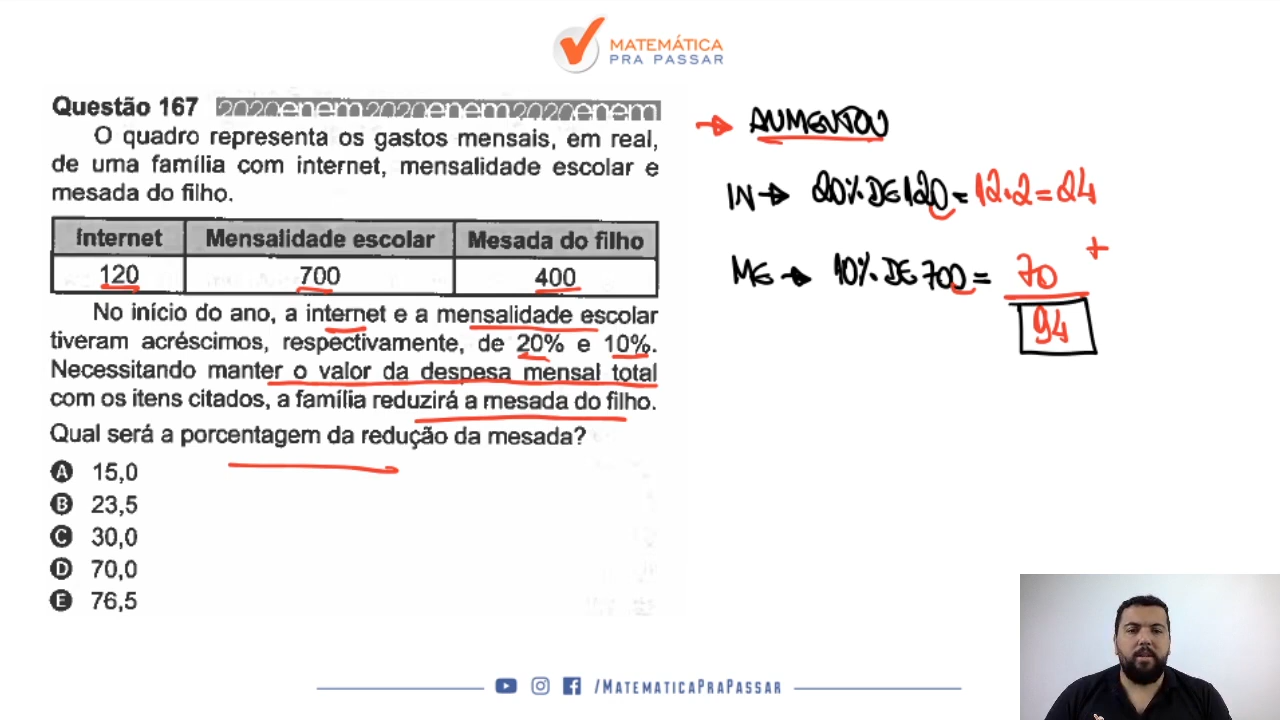 MATEMÁTICA
PRA PASSAR
Questão 167 2020enem2020enem2020enem
O quadro representa os gastos mensais, em real,
de uma família com internet, mensalidade escolar e
mesada do filho.
Internet Mensalidade escolar Mesada do filho
120 700 400
No início do ano, a internet e a mensalidade escolar
tiveram acréscimos, respectivamente, de 20% e 10%.
Necessitando manter o valor da despesa mensal total
com os itens citados, a família reduzirá a mesada do filho.
Qual será a porcentagem da redução da mesada?
A 15,0
B 23,5
C 30,0
D 70,0
E 76,5
→ AUMENTOU
IN → 20% DE 120 = 12·2 = 24
+
ME → 10% DE 700 = 70
94
/MATEMATICAPRAPASSAR